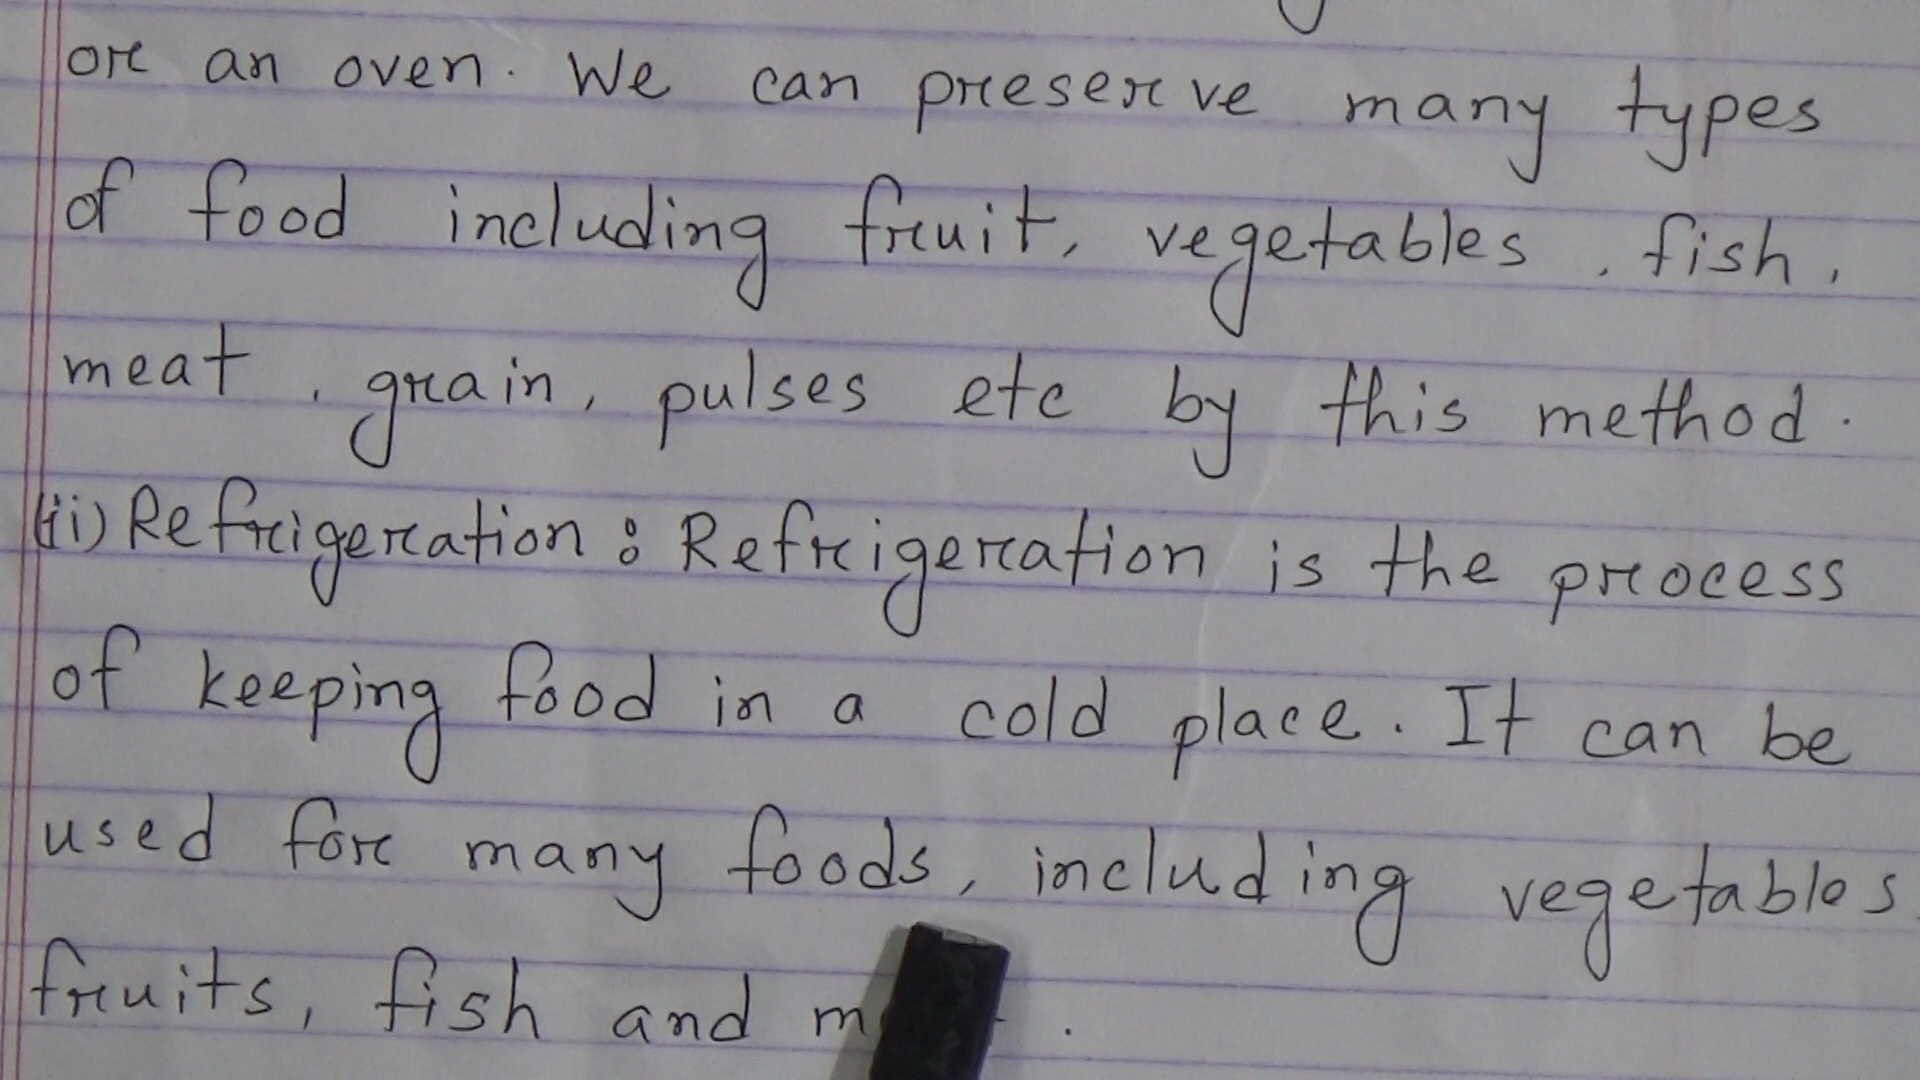 or an oven. We can preserve many types
of food including fruit, vegetables, fish,
meat, grain, pulses etc by this method.
(ii) Refrigeration : Refrigeration is the process
of keeping food in a cold place. It can be
used for many foods, including vegetables
fruits, fish and